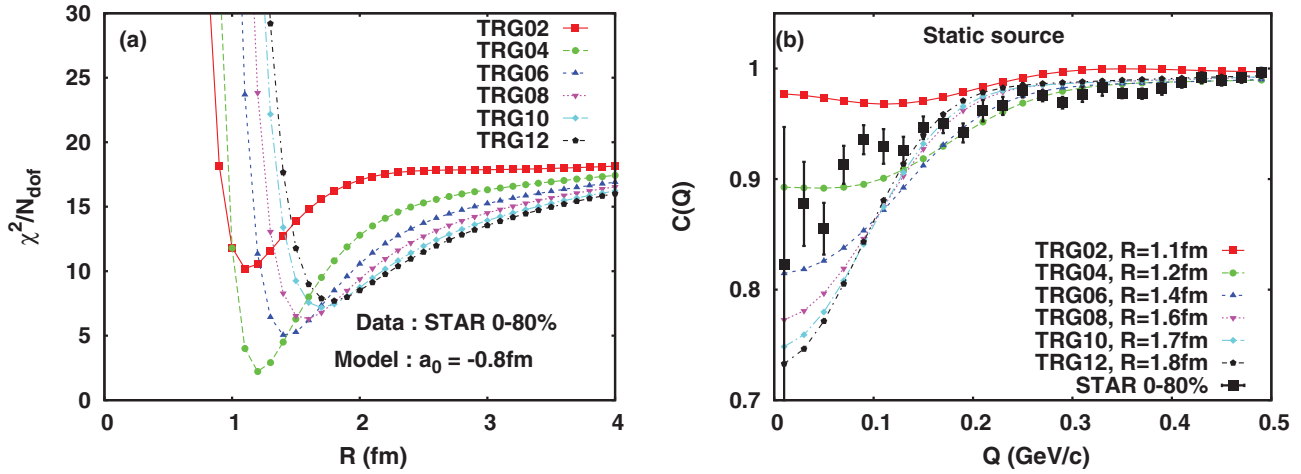 (a)
TRG02
TRG04
TRG06
TRG08
TRG10
TRG12
Data : STAR 0-80%
Model : a0 = -0.8fm
χ2/Ndof
30
25
20
15
10
5
0
0
1
2
3
4
R (fm)
(b)
Static source
TRG02, R=1.1fm
TRG04, R=1.2fm
TRG06, R=1.4fm
TRG08, R=1.6fm
TRG10, R=1.7fm
TRG12, R=1.8fm
STAR 0-80%
C(Q)
1
0.9
0.8
0.7
0
0.1
0.2
0.3
0.4
0.5
Q (GeV/c)